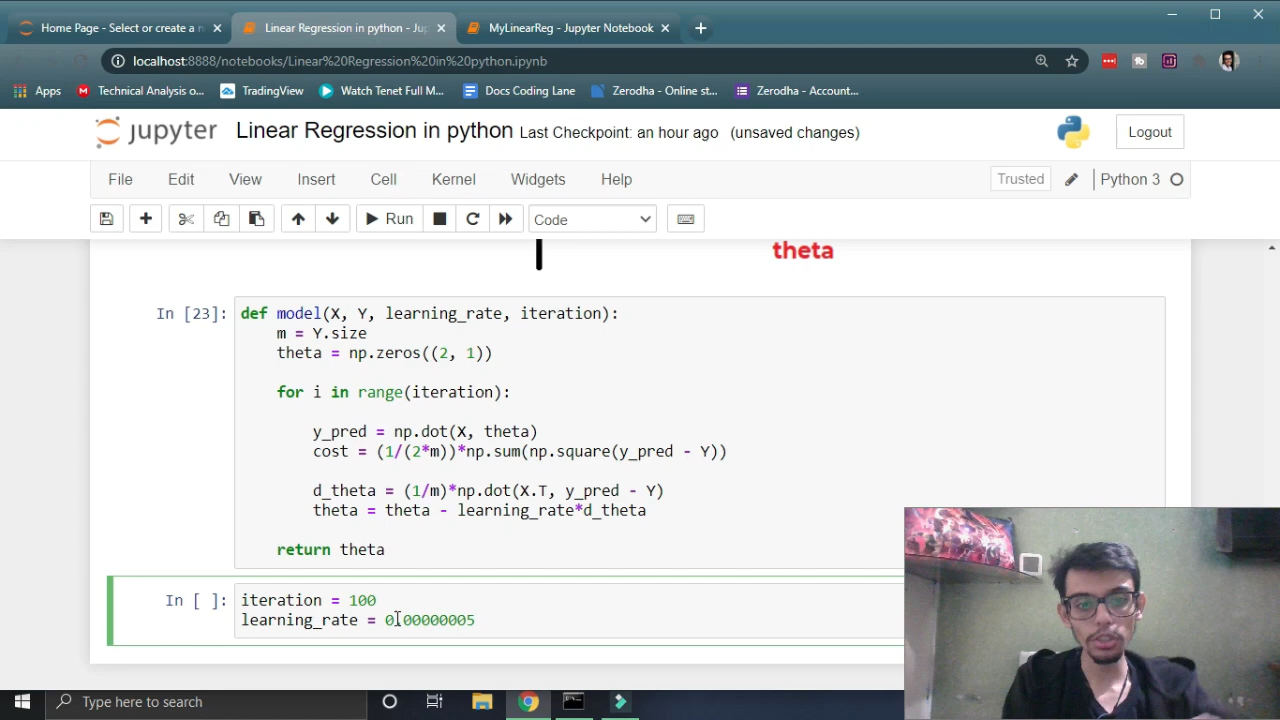 Home Page - Select or create a n
Linear Regression in python - Jup
MyLinearReg - Jupyter Notebook
localhost:8888/notebooks/Linear%20Regression%20in%20python.ipynb
Apps
Technical Analysis o...
TradingView
Watch Tenet Full M...
Docs Coding Lane
Zerodha - Online st...
Zerodha - Account...
jupyter
Linear Regression in python Last Checkpoint: an hour ago (unsaved changes)
Logout
File
Edit
View
Insert
Cell
Kernel
Widgets
Help
Trusted
Python 3
Run
Code
theta
In [23]:
def model(X, Y, learning_rate, iteration):
m = Y.size
theta = np.zeros((2, 1))
for i in range(iteration):
y_pred = np.dot(X, theta)
cost = (1/(2*m))*np.sum(np.square(y_pred - Y))
d_theta = (1/m)*np.dot(X.T, y_pred - Y)
theta = theta - learning_rate*d_theta
return theta
In [ ]:
iteration = 100
learning_rate = 0.00000005
Type here to search